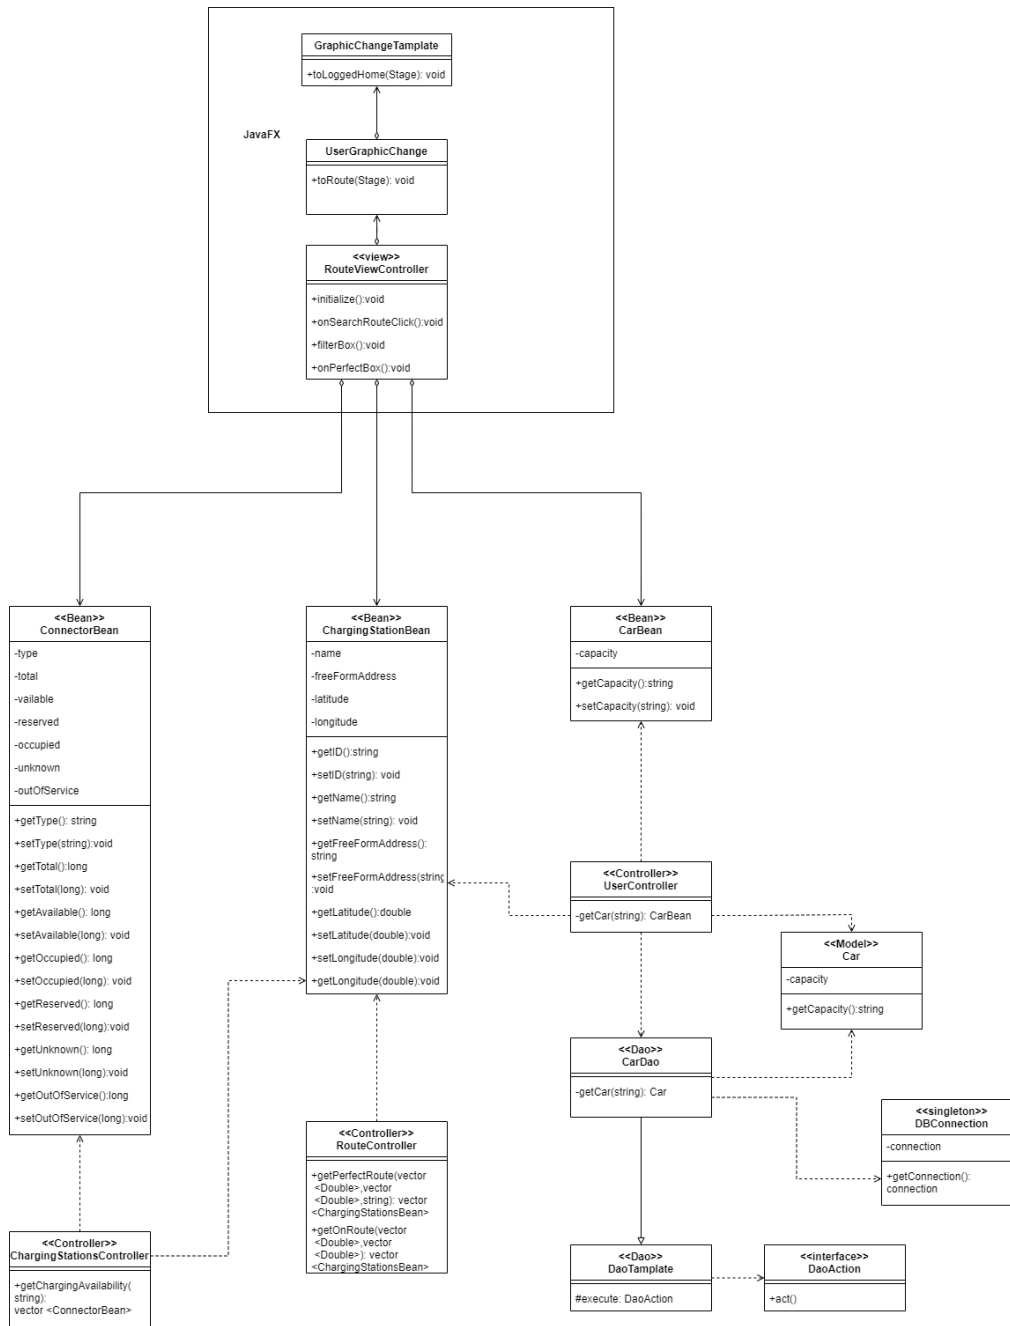 GraphicChangeTamplate
+toLoggedHome(Stage): void
JavaFX
UserGraphicChange
+toRoute(Stage): void
<<view>>
RouteViewController
+initialize():void
+onSearchRouteClick():void
+filterBox():void
+onPerfectBox():void
<<Bean>>
ConnectorBean
-type
-total
-vailable
-reserved
-occupied
-unknown
-outOfService
+getType(): string
+setType(string):void
+getTotal():long
+setTotal(long): void
+getAvailable(): long
+setAvailable(long): void
+getOccupied(): long
+setOccupied(long): void
+getReserved(): long
+setReserved(long):void
+getUnknown(): long
+setUnknown(long):void
+getOutOfService():long
+setOutOfService(long):void
<<Bean>>
ChargingStationBean
-name
-freeFormAddress
-latitude
-longitude
+getID():string
+setID(string): void
+getName():string
+setName(string): void
+getFreeFormAddress():
string
+setFreeFormAddress(string
:void
+getLatitude():double
+setLatitude(double):void
+setLongitude(double):void
+getLongitude(double):void
<<Bean>>
CarBean
-capacity
+getCapacity():string
+setCapacity(string): void
<<Controller>>
UserController
-getCar(string): CarBean
<<Model>>
Car
-capacity
+getCapacity():string
<<Dao>>
CarDao
-getCar(string): Car
<<singleton>>
DBConnection
-connection
+getConnection():
connection
<<Controller>>
RouteController
+getPerfectRoute(vector
<Double>,vector
<Double>,string): vector
<ChargingStationsBean>
+getOnRoute(vector
<Double>,vector
<Double>): vector
<ChargingStationsBean>
<<Controller>>
ChargingStationsController
+getChargingAvailability(
string):
vector <ConnectorBean>
<<Dao>>
DaoTamplate
#execute: DaoAction
<<interface>>
DaoAction
+act()